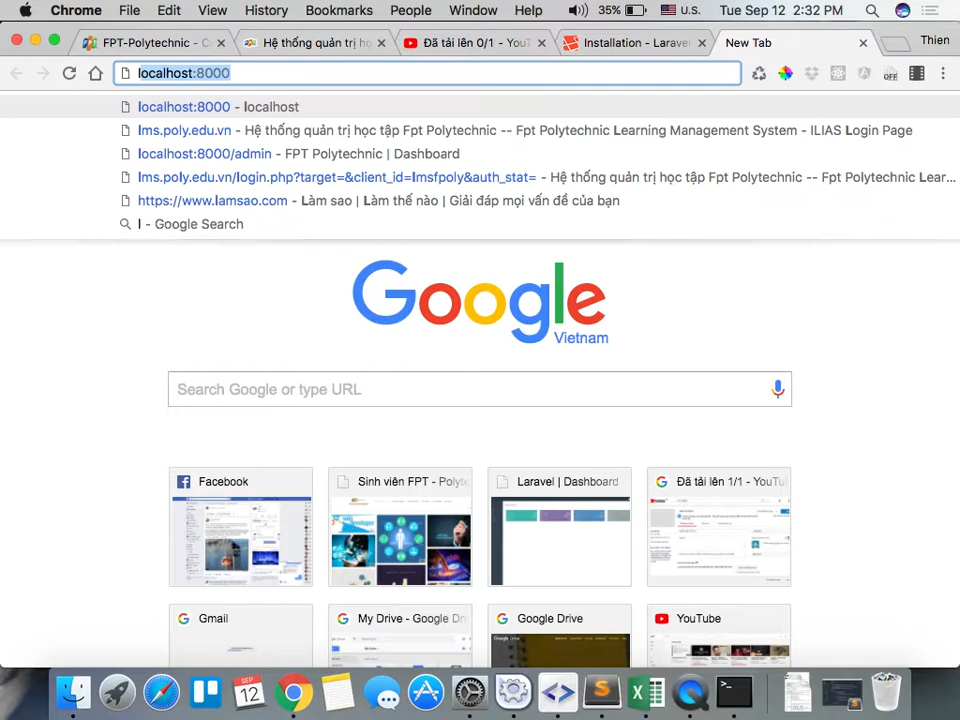 Chrome File Edit View History Bookmarks People Window Help 35% U.S. Tue Sep 12 2:32 PM
FPT-Polytechnic - C
Hệ thống quản trị họ
Đã tải lên 0/1 - YouT
Installation - Larave
New Tab
Thien
localhost:8000
localhost:8000 - localhost
lms.poly.edu.vn - Hệ thống quản trị học tập Fpt Polytechnic -- Fpt Polytechnic Learning Management System - ILIAS Login Page
localhost:8000/admin - FPT Polytechnic | Dashboard
lms.poly.edu.vn/login.php?target=&client_id=lmsfpoly&auth_stat= - Hệ thống quản trị học tập Fpt Polytechnic -- Fpt Polytechnic Lear...
https://www.lamsao.com - Làm sao | Làm thế nào | Giải đáp mọi vấn đề của bạn
l - Google Search
Google
Vietnam
Search Google or type URL
Facebook
Sinh viên FPT - Polyte
Laravel | Dashboard
Đã tải lên 1/1 - YouTu
Gmail
My Drive - Google Dr
Google Drive
YouTube
SEP
12